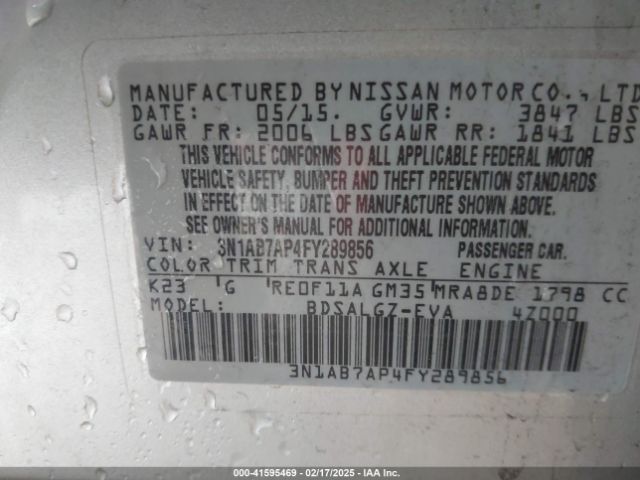 MANUFACTURED BY NISSAN MOTOR CO., LTD
DATE: 05/15. GVWR: 3847 LBS
GAWR FR: 2006 LBS GAWR RR: 1841 LBS
THIS VEHICLE CONFORMS TO ALL APPLICABLE FEDERAL MOTOR
VEHICLE SAFETY, BUMPER AND THEFT PREVENTION STANDARDS
IN EFFECT ON THE DATE OF MANUFACTURE SHOWN ABOVE.
SEE OWNER'S MANUAL FOR ADDITIONAL INFORMATION.
VIN: 3N1AB7AP4FY289856 PASSENGER CAR.
COLOR TRIM TRANS AXLE ENGINE
K23 G RE0F11A GM35 MRA8DE 1798 CC
MODEL: BDSALGZ-EVA 4Z000
3N1AB7AP4FY289856
000-41595469 - 02/17/2025 - IAA, Inc.